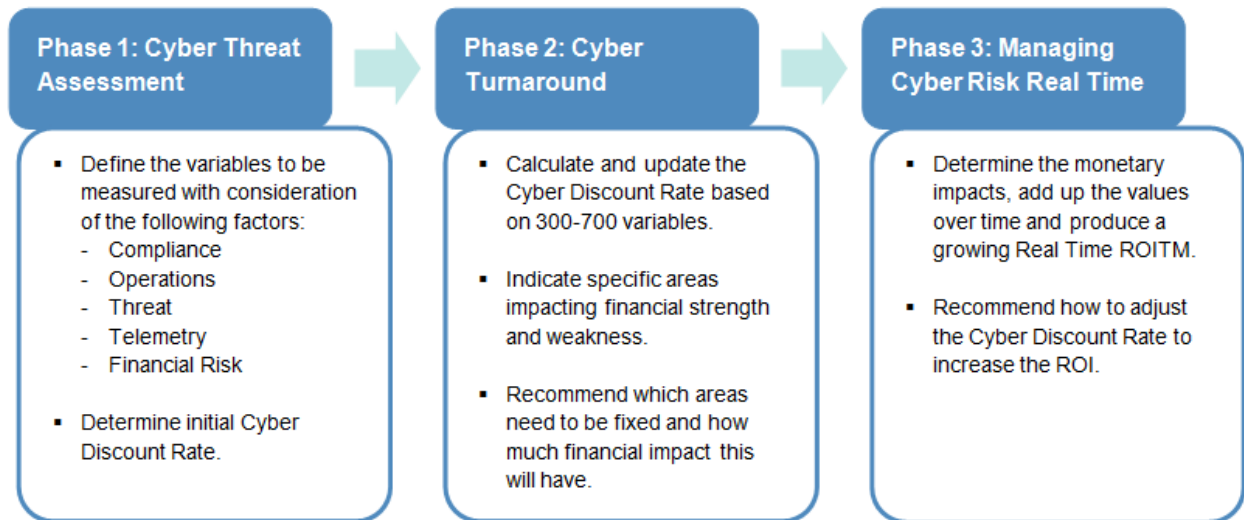 Phase 1: Cyber Threat
Assessment
▪ Define the variables to be
measured with consideration
of the following factors:
- Compliance
- Operations
- Threat
- Telemetry
- Financial Risk
▪ Determine initial Cyber
Discount Rate.
Phase 2: Cyber
Turnaround
▪ Calculate and update the
Cyber Discount Rate based
on 300-700 variables.
▪ Indicate specific areas
impacting financial strength
and weakness.
▪ Recommend which areas
need to be fixed and how
much financial impact this
will have.
Phase 3: Managing
Cyber Risk Real Time
▪ Determine the monetary
impacts, add up the values
over time and produce a
growing Real Time ROITM.
▪ Recommend how to adjust
the Cyber Discount Rate to
increase the ROI.